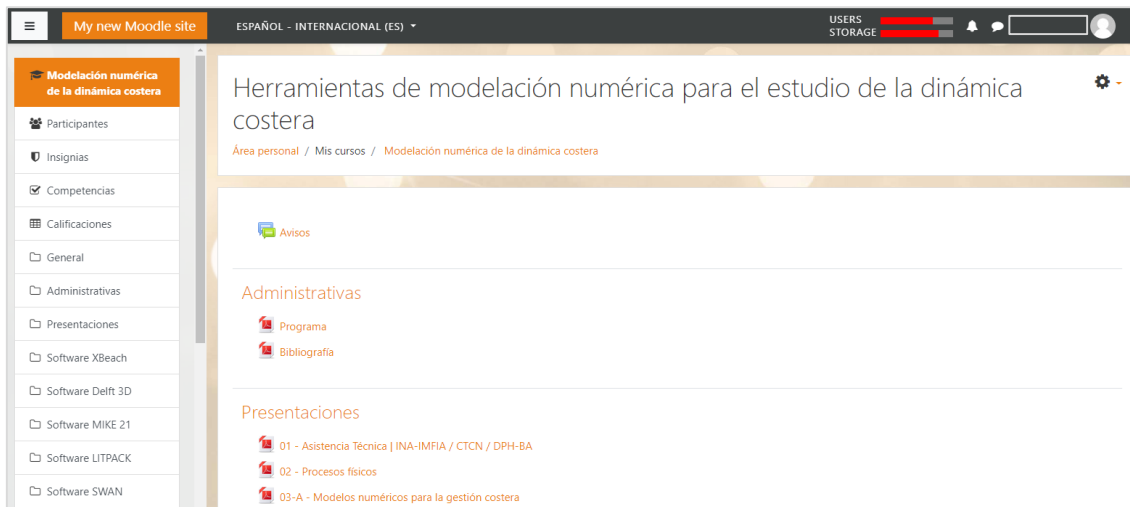 My new Moodle site
ESPAÑOL - INTERNACIONAL (ES)
USERS
STORAGE
Modelación numérica
de la dinámica costera
Participantes
Insignias
Competencias
Calificaciones
General
Administrativas
Presentaciones
Software XBeach
Software Delft 3D
Software MIKE 21
Software LITPACK
Software SWAN
Herramientas de modelación numérica para el estudio de la dinámica
costera
Área personal / Mis cursos / Modelación numérica de la dinámica costera
Avisos
Administrativas
Programa
Bibliografía
Presentaciones
01 - Asistencia Técnica | INA-IMFIA / CTCN / DPH-BA
02 - Procesos físicos
03-A - Modelos numéricos para la gestión costera